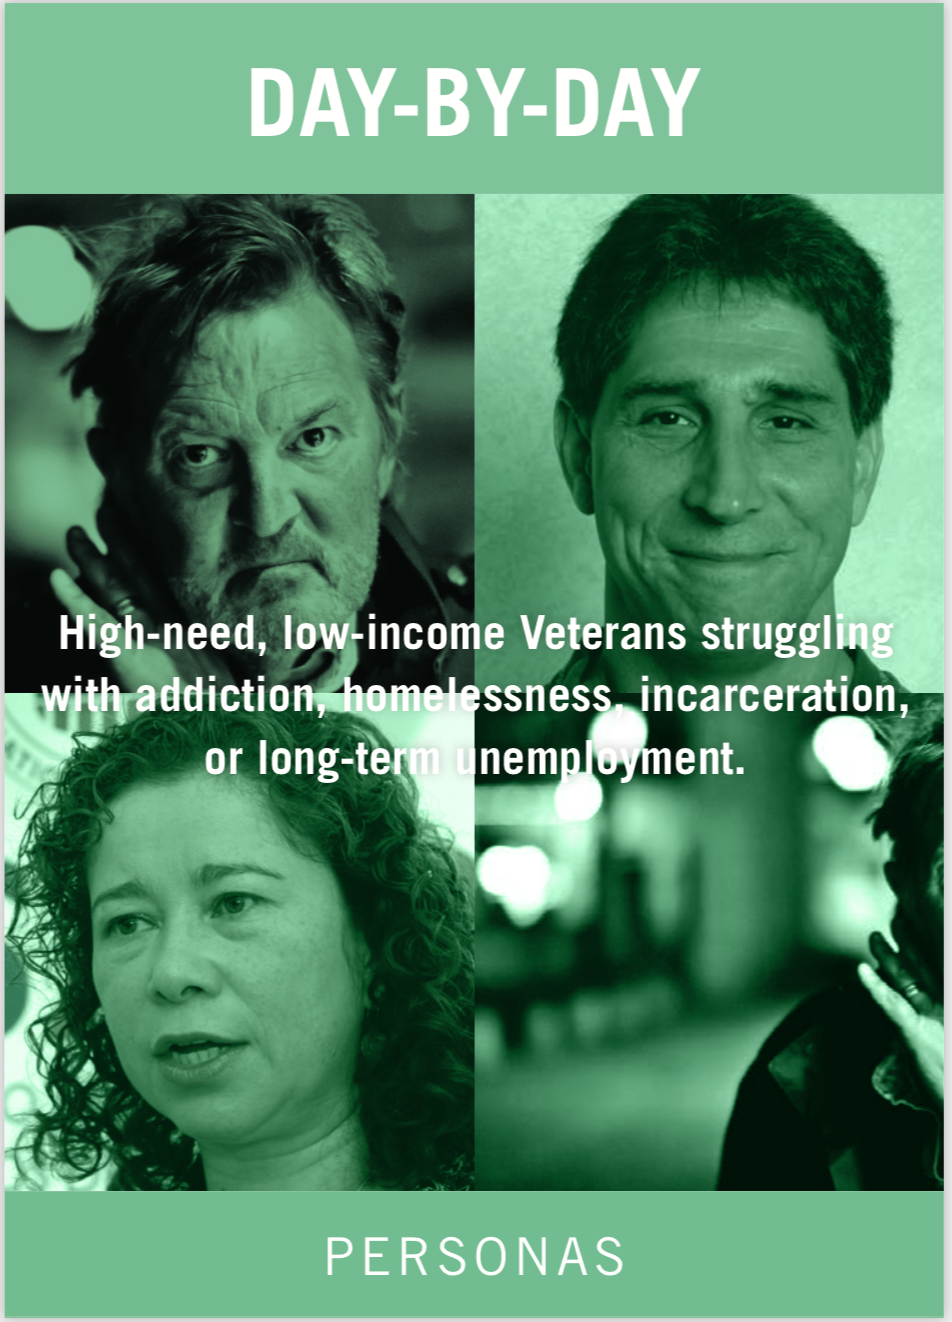 DAY-BY-DAY
High-need, low-income Veterans struggling
with addiction, homelessness, incarceration,
or long-term unemployment.
PERSONAS